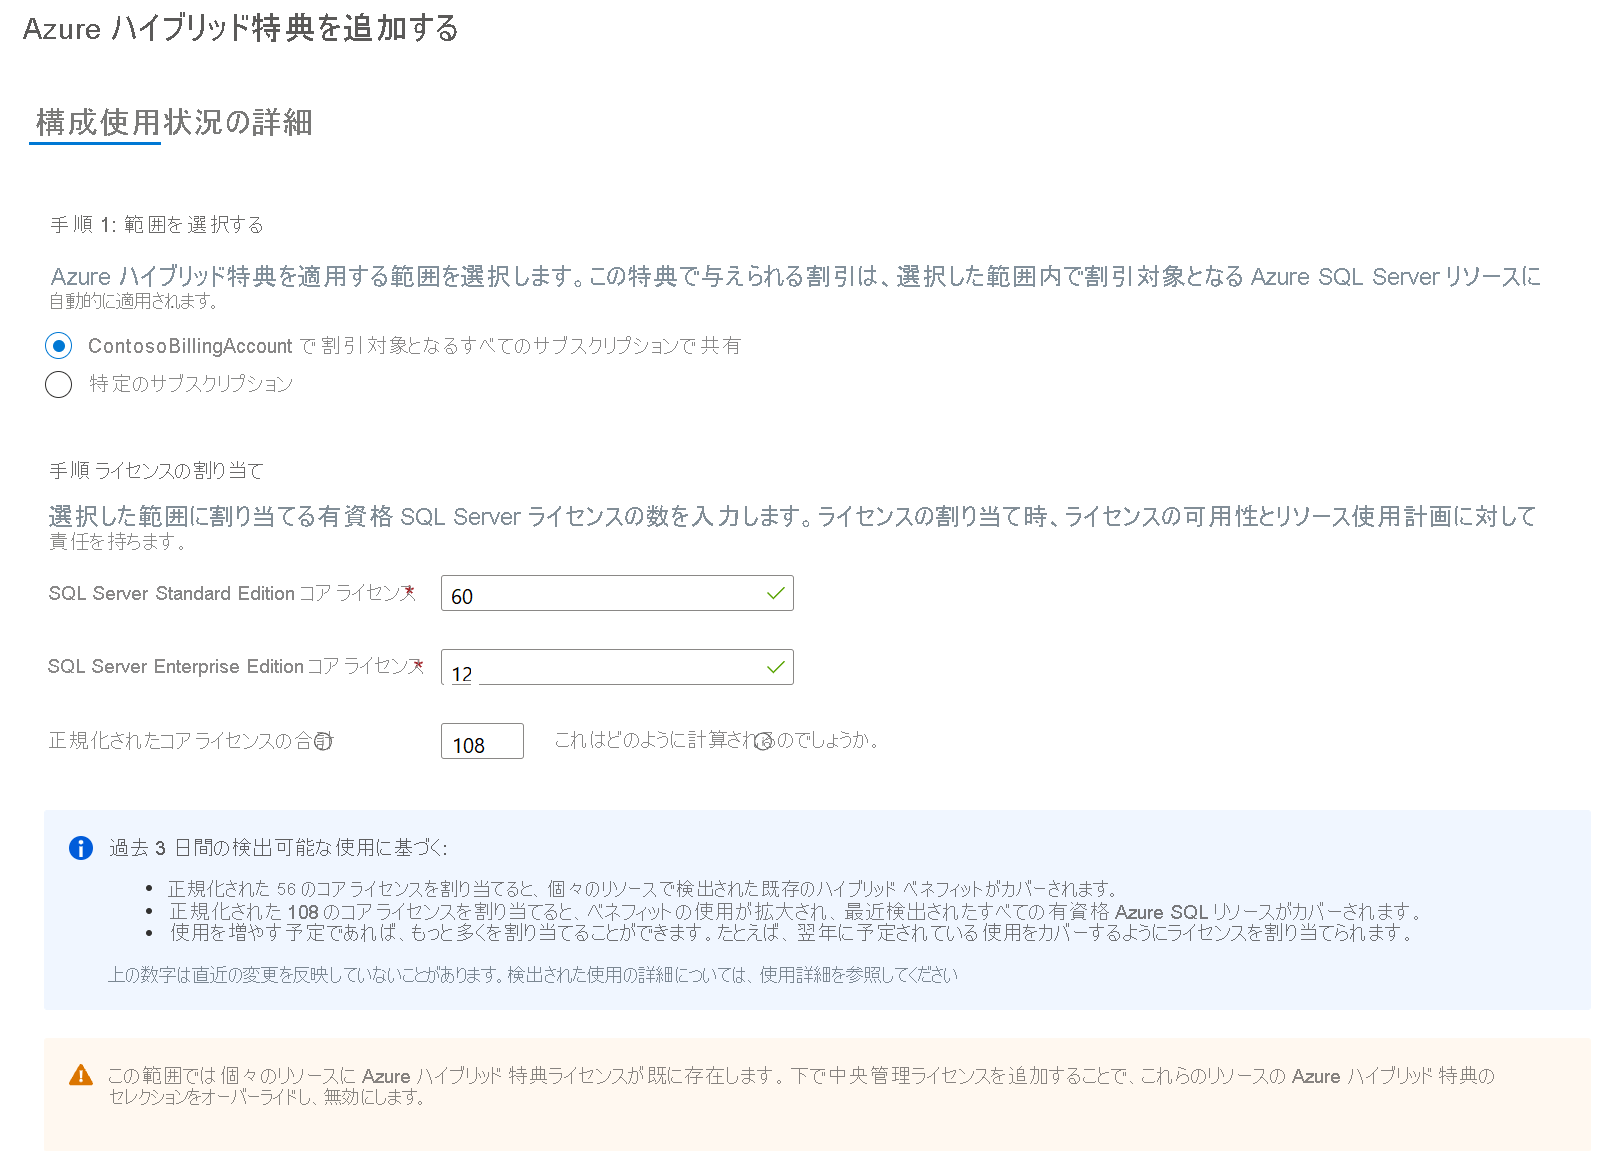 Azure ハイブリッド特典を追加する
構成使用状況の詳細
手順 1: 範囲を選択する
Azure ハイブリッド特典を適用する範囲を選択します。この特典で与えられる割引は、選択した範囲内で割引対象となる Azure SQL Server リソースに
自動的に適用されます。
ContosoBillingAccount で割引対象となるすべてのサブスクリプションで共有
特定のサブスクリプション
手順 ライセンスの割り当て
選択した範囲に割り当てる有資格 SQL Server ライセンスの数を入力します。ライセンスの割り当て時、ライセンスの可用性とリソース使用計画に対して
責任を持ちます。
SQL Server Standard Edition コア ライセンス* 60
SQL Server Enterprise Edition コア ライセンス* 12
正規化されたコア ライセンスの合計 108 これはどのように計算されるのでしょうか。
過去 3 日間の検出可能な使用に基づく:
• 正規化された 56 のコア ライセンスを割り当てると、個々のリソースで検出された既存のハイブリッド ベネフィットがカバーされます。
• 正規化された 108 のコア ライセンスを割り当てると、ベネフィットの使用が拡大され、最近検出されたすべての有資格 Azure SQL リソースがカバーされます。
• 使用を増やす予定であれば、もっと多くを割り当てることができます。たとえば、翌年に予定されている使用をカバーするようにライセンスを割り当てられます。
上の数字は直近の変更を反映していないことがあります。検出された使用の詳細については、使用詳細を参照してください
この範囲では個々のリソースに Azure ハイブリッド 特典ライセンスが既に存在します。下で中央管理ライセンスを追加することで、これらのリソースの Azure ハイブリッド 特典の
セレクションをオーバーライドし、無効にします。